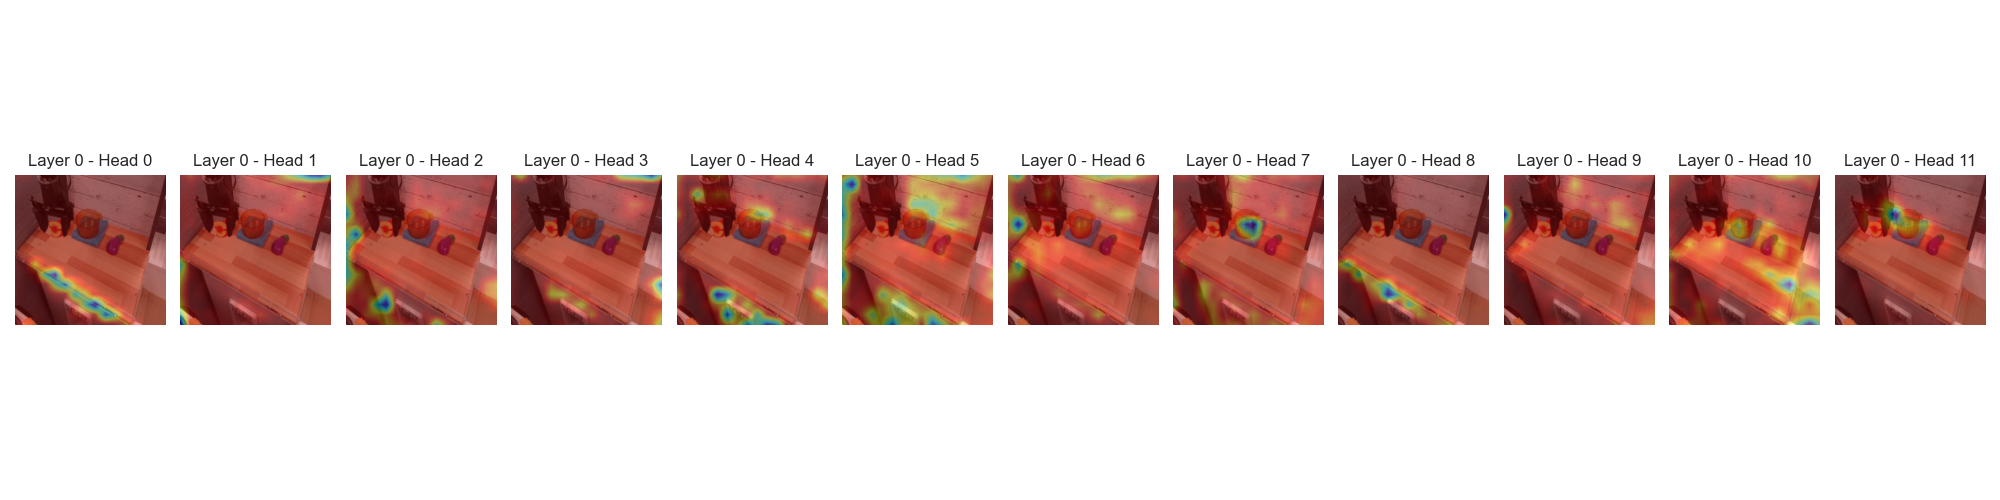 Layer 0 - Head 0
Layer 0 - Head 1
Layer 0 - Head 2
Layer 0 - Head 3
Layer 0 - Head 4
Layer 0 - Head 5
Layer 0 - Head 6
Layer 0 - Head 7
Layer 0 - Head 8
Layer 0 - Head 9
Layer 0 - Head 10
Layer 0 - Head 11